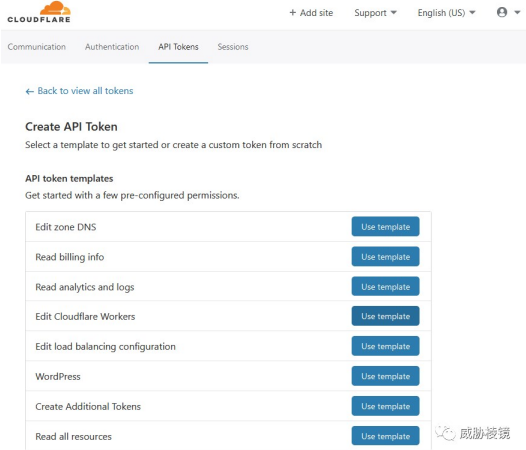 CLOUDFLARE
+ Add site Support English (US)
Communication Authentication API Tokens Sessions
← Back to view all tokens
Create API Token
Select a template to get started or create a custom token from scratch
API token templates
Get started with a few pre-configured permissions.
Edit zone DNS Use template
Read billing info Use template
Read analytics and logs Use template
Edit Cloudflare Workers Use template
Edit load balancing configuration Use template
WordPress Use template
Create Additional Tokens Use template
Read all resources Use template
威胁棱镜